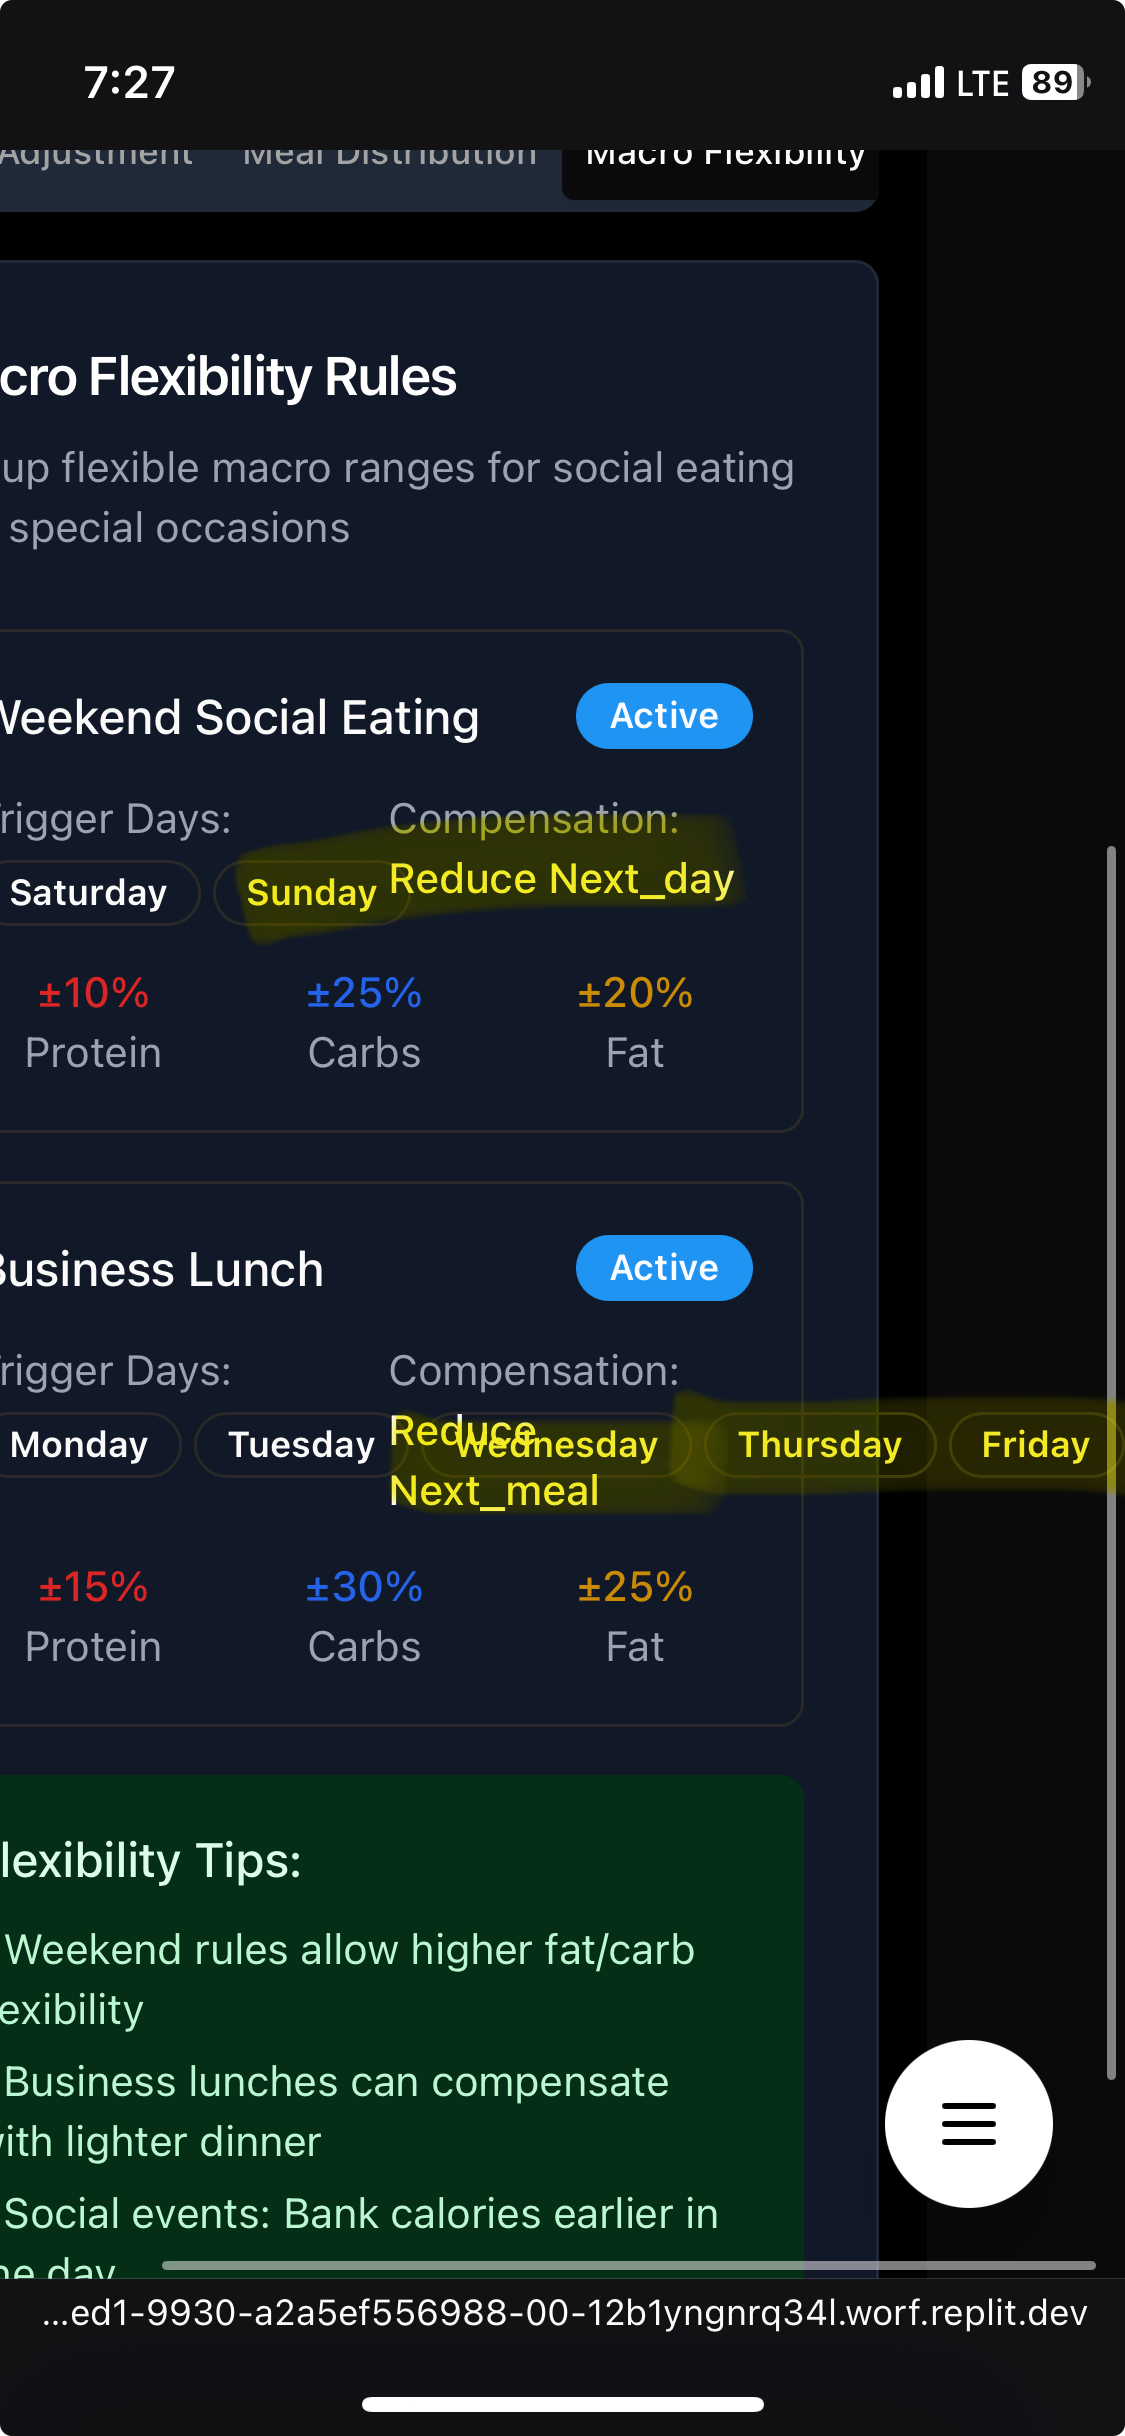 7:27
LTE 89
Adjustment Meal Distribution Macro Flexibility
cro Flexibility Rules
up flexible macro ranges for social eating
special occasions
Weekend Social Eating Active
rigger Days: Compensation:
Saturday Sunday Reduce Next_day
±10% ±25% ±20%
Protein Carbs Fat
Business Lunch Active
rigger Days: Compensation:
Monday Tuesday Wednesday Thursday Friday
Reduce
Next_meal
±15% ±30% ±25%
Protein Carbs Fat
lexibility Tips:
Weekend rules allow higher fat/carb
exibility
Business lunches can compensate
ith lighter dinner
Social events: Bank calories earlier in
he day
...ed1-9930-a2a5ef556988-00-12b1yngnrq34l.worf.replit.dev